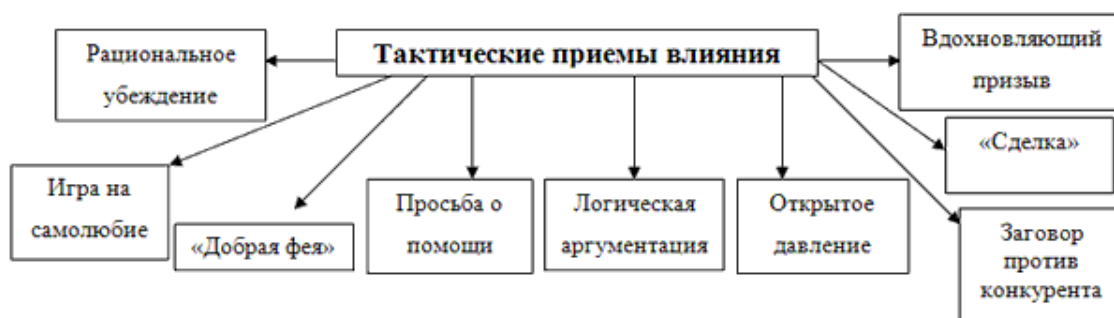 Тактические приемы влияния
Рациональное
убеждение
Вдохновляющий
призыв
«Сделка»
Игра на
самолюбие
«Добрая фея»
Просьба о
помощи
Логическая
аргументация
Открытое
давление
Заговор
против
конкурента